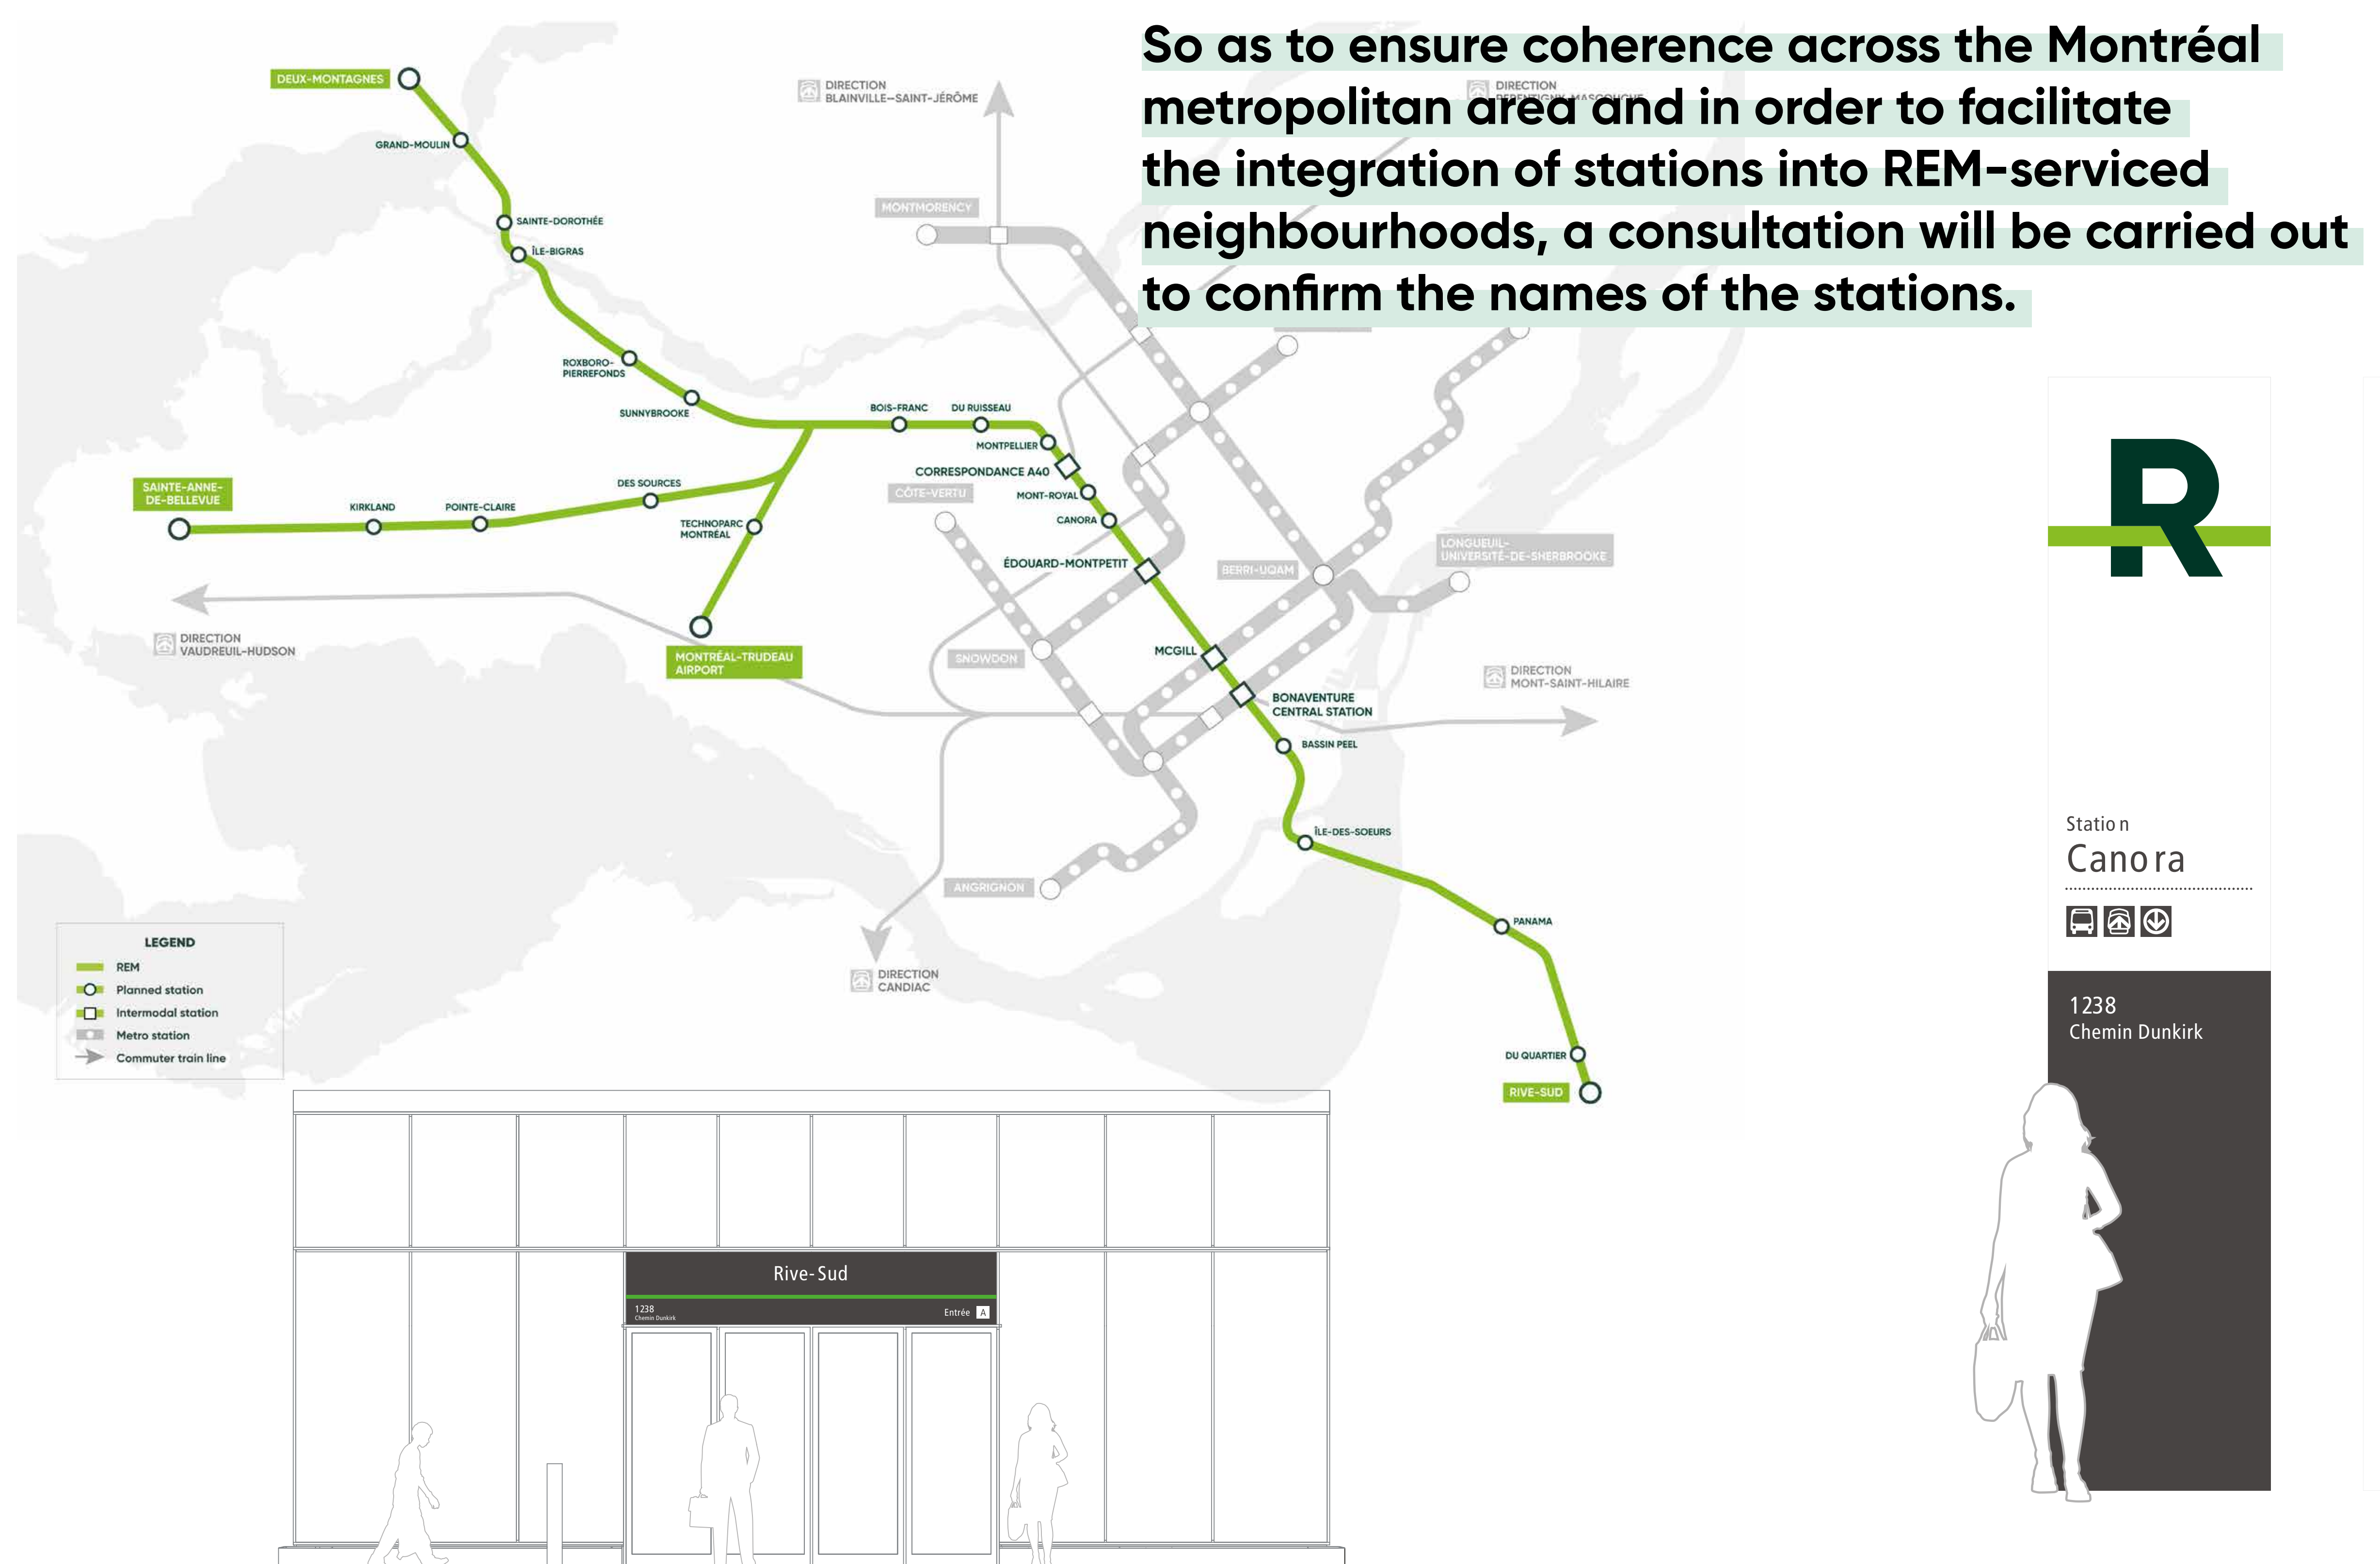 So as to ensure coherence across the Montréal
metropolitan area and in order to facilitate
the integration of stations into REM-serviced
neighbourhoods, a consultation will be carried out
to confirm the names of the stations.
DEUX-MONTAGNES
GRAND-MOULIN
SAINTE-DOROTHÉE
ÎLE-BIGRAS
ROXBORO-
PIERREFONDS
SUNNYBROOKE
DIRECTION
BLAINVILLE–SAINT-JÉRÔME
DIRECTION
MONTMORENCY
BOIS-FRANC
DU RUISSEAU
MONTPELLIER
CORRESPONDANCE A40
CÔTE-VERTU
MONT-ROYAL
CANORA
ÉDOUARD-MONTPETIT
SAINTE-ANNE-
DE-BELLEVUE
KIRKLAND
POINTE-CLAIRE
DES SOURCES
TECHNOPARC
MONTRÉAL
MONTRÉAL-TRUDEAU
AIRPORT
DIRECTION
VAUDREUIL-HUDSON
BERRI-UQAM
LONGUEUIL-
UNIVERSITÉ-DE-SHERBROOKE
SNOWDON
MCGILL
BONAVENTURE
CENTRAL STATION
DIRECTION
MONT-SAINT-HILAIRE
BASSIN PEEL
ÎLE-DES-SOEURS
ANGRIGNON
PANAMA
DIRECTION
CANDIAC
DU QUARTIER
RIVE-SUD
LEGEND
REM
Planned station
Intermodal station
Metro station
Commuter train line
Rive-Sud
1238
Chemin Dunkirk
Entrée A
R
Station
Canora
1238
Chemin Dunkirk